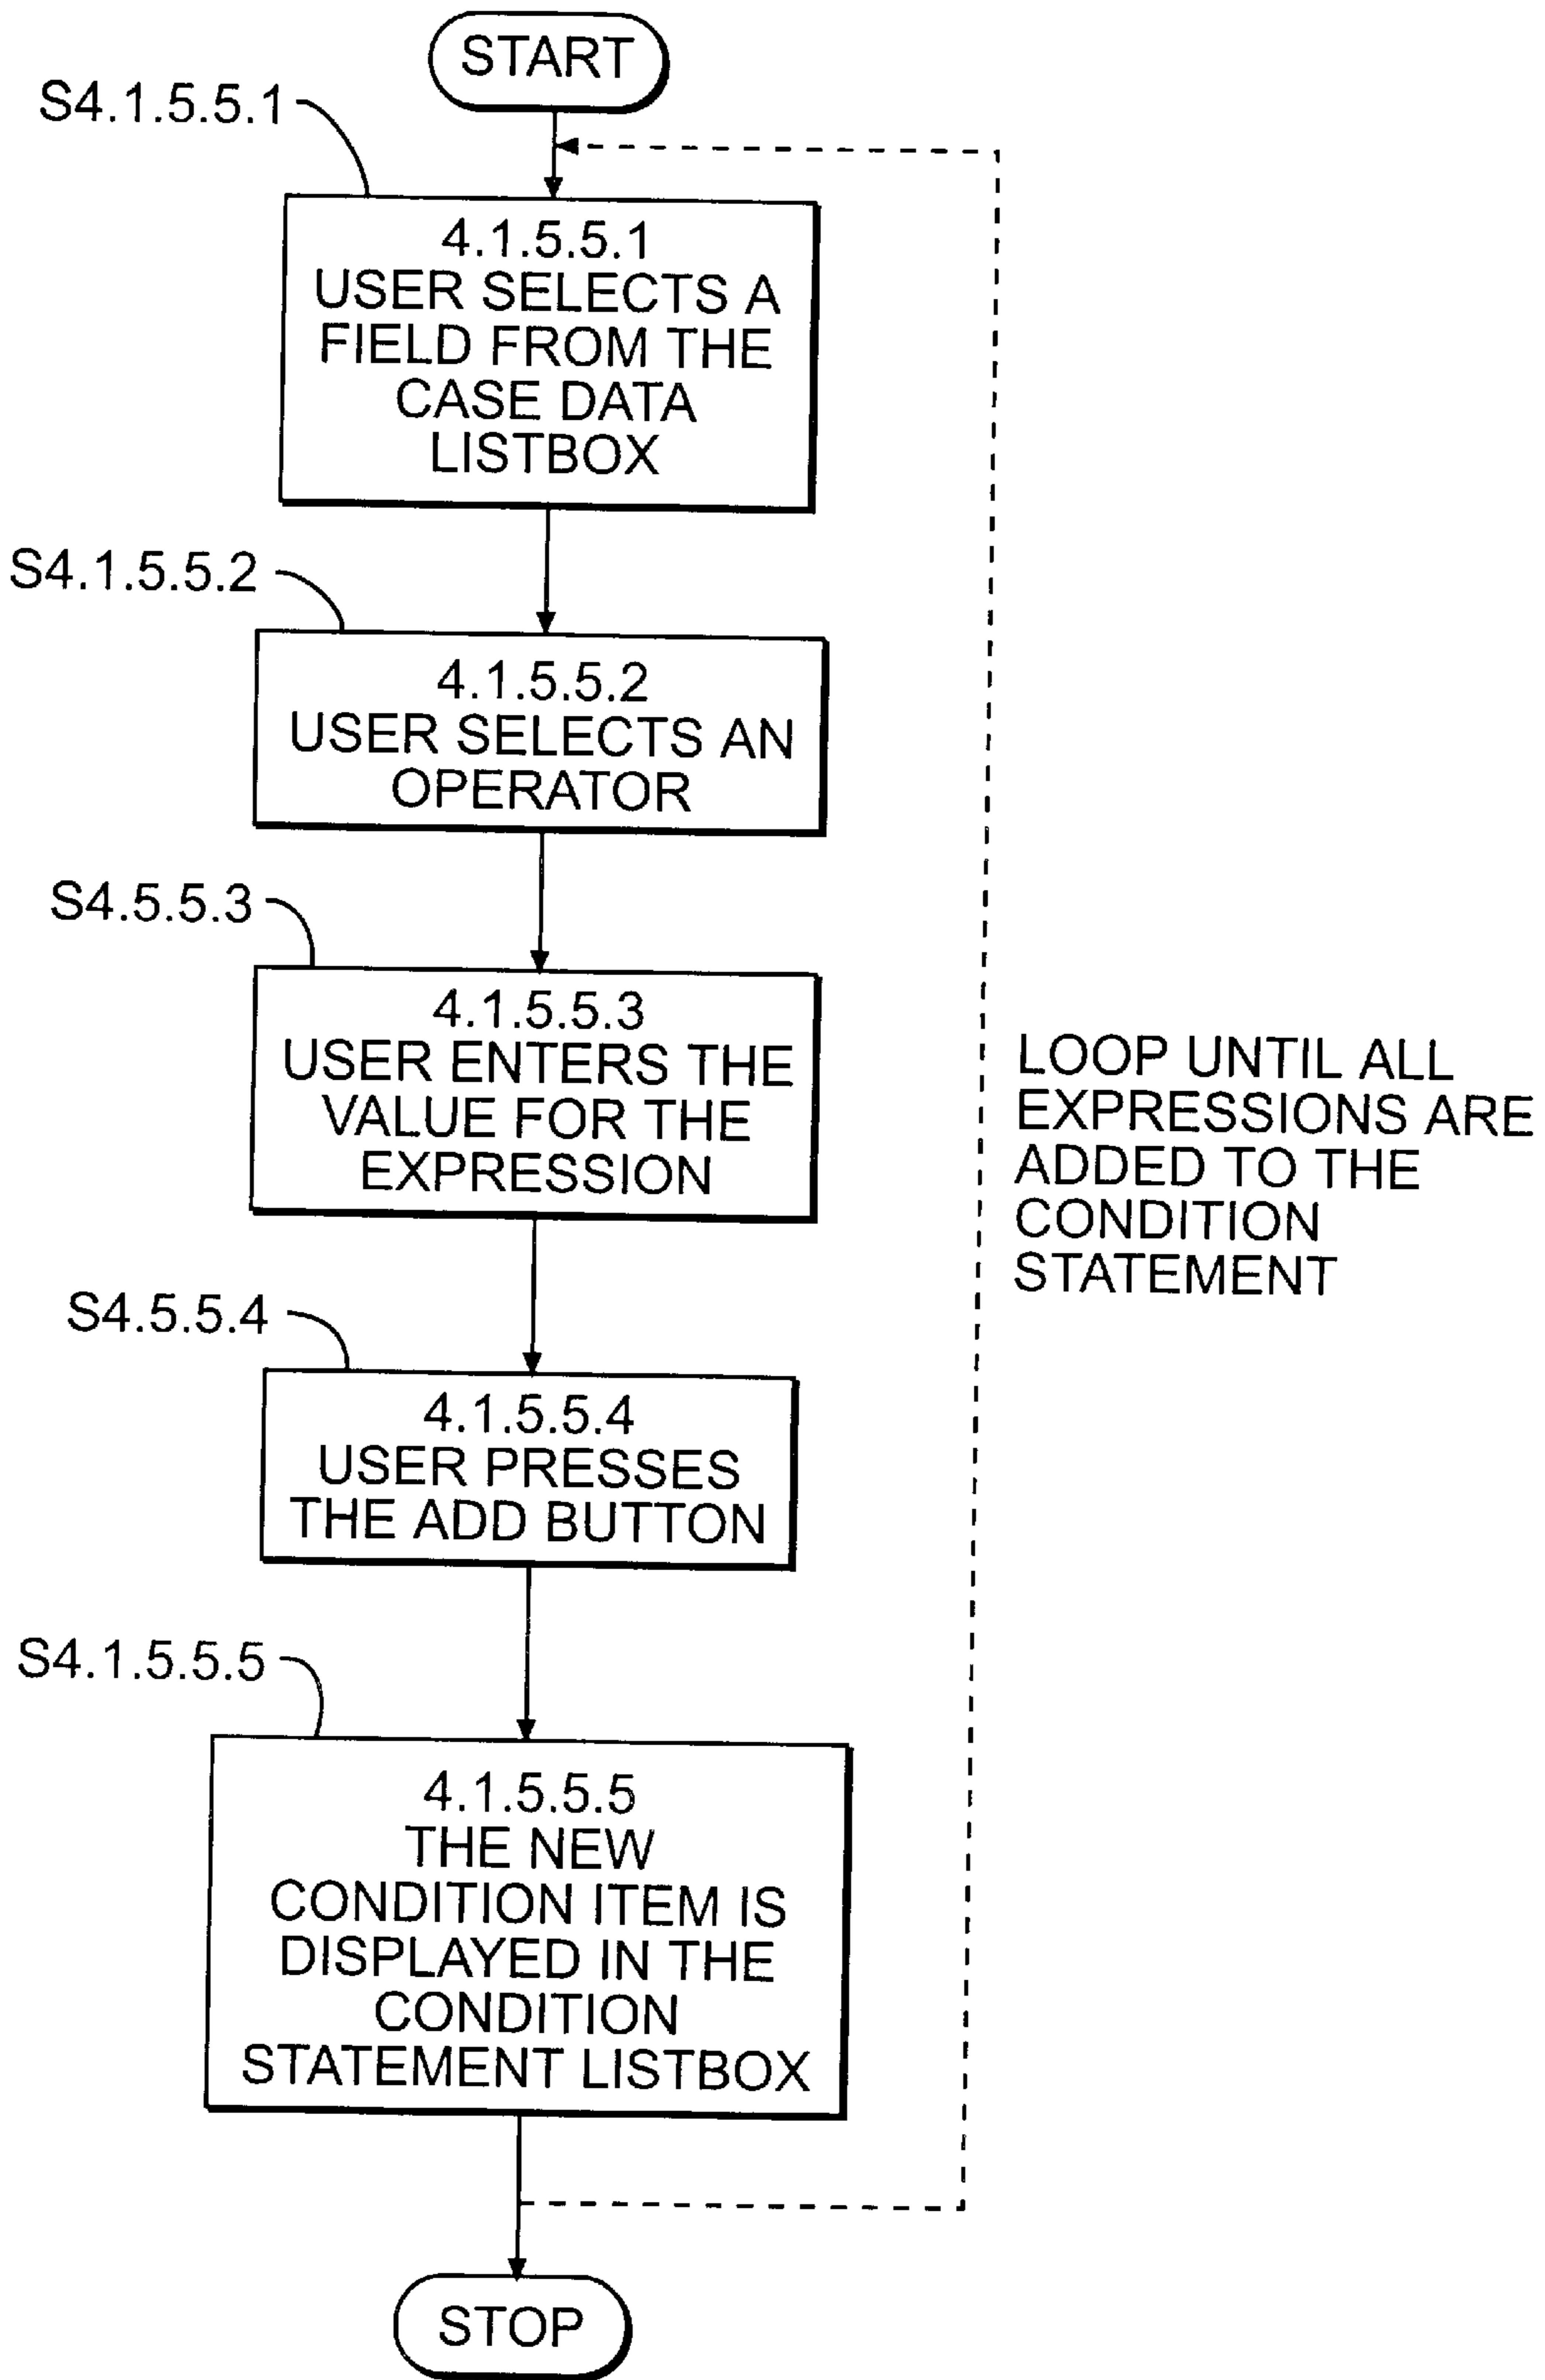 START
S4.1.5.5.1
4.1.5.5.1
USER SELECTS A
FIELD FROM THE
CASE DATA
LISTBOX
S4.1.5.5.2
4.1.5.5.2
USER SELECTS AN
OPERATOR
S4.5.5.3
4.1.5.5.3
USER ENTERS THE
VALUE FOR THE
EXPRESSION
LOOP UNTIL ALL
EXPRESSIONS ARE
ADDED TO THE
CONDITION
STATEMENT
S4.5.5.4
4.1.5.5.4
USER PRESSES
THE ADD BUTTON
S4.1.5.5.5
4.1.5.5.5
THE NEW
CONDITION ITEM IS
DISPLAYED IN THE
CONDITION
STATEMENT LISTBOX
STOP